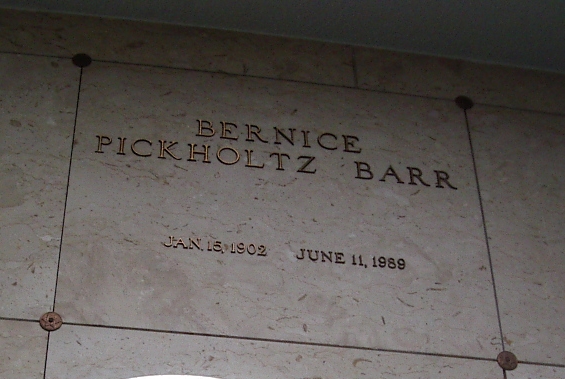 BERNICE
PICKHOLTZ BARR
JAN. 15, 1902 JUNE 11, 1989